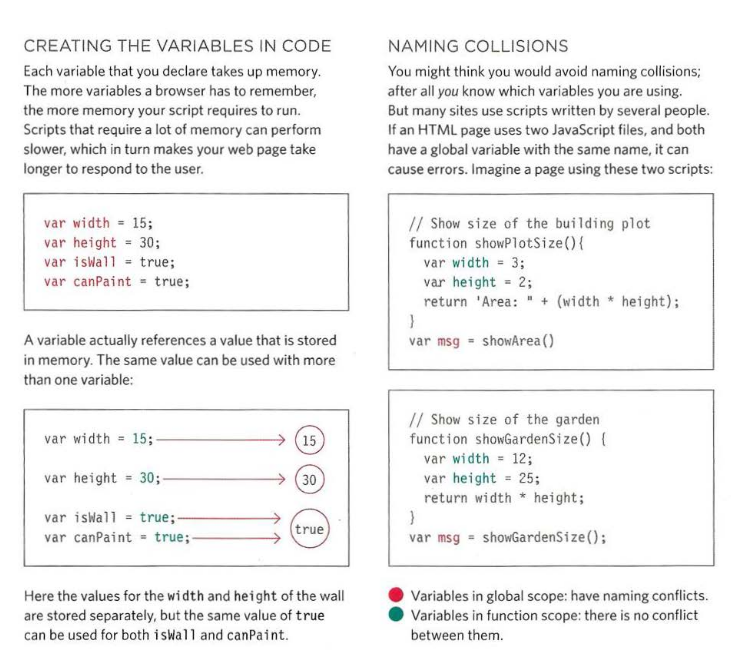 CREATING THE VARIABLES IN CODE
Each variable that you declare takes up memory.
The more variables a browser has to remember,
the more memory your script requires to run.
Scripts that require a lot of memory can perform
slower, which in turn makes your web page take
longer to respond to the user.
var width = 15;
var height = 30;
var isWall = true;
var canPaint = true;
A variable actually references a value that is stored
in memory. The same value can be used with more
than one variable:
var width = 15; 15
var height = 30; 30
var isWall = true;
var canPaint = true;
true
Here the values for the width and height of the wall
are stored separately, but the same value of true
can be used for both isWall and canPaint.
NAMING COLLISIONS
You might think you would avoid naming collisions;
after all you know which variables you are using.
But many sites use scripts written by several people.
If an HTML page uses two JavaScript files, and both
have a global variable with the same name, it can
cause errors. Imagine a page using these two scripts:
// Show size of the building plot
function showPlotSize(){
var width = 3;
var height = 2;
return 'Area: " + (width * height);
}
var msg = showArea()
// Show size of the garden
function showGardenSize() {
var width = 12;
var height = 25;
return width * height;
}
var msg = showGardenSize();
Variables in global scope: have naming conflicts.
Variables in function scope: there is no conflict
between them.